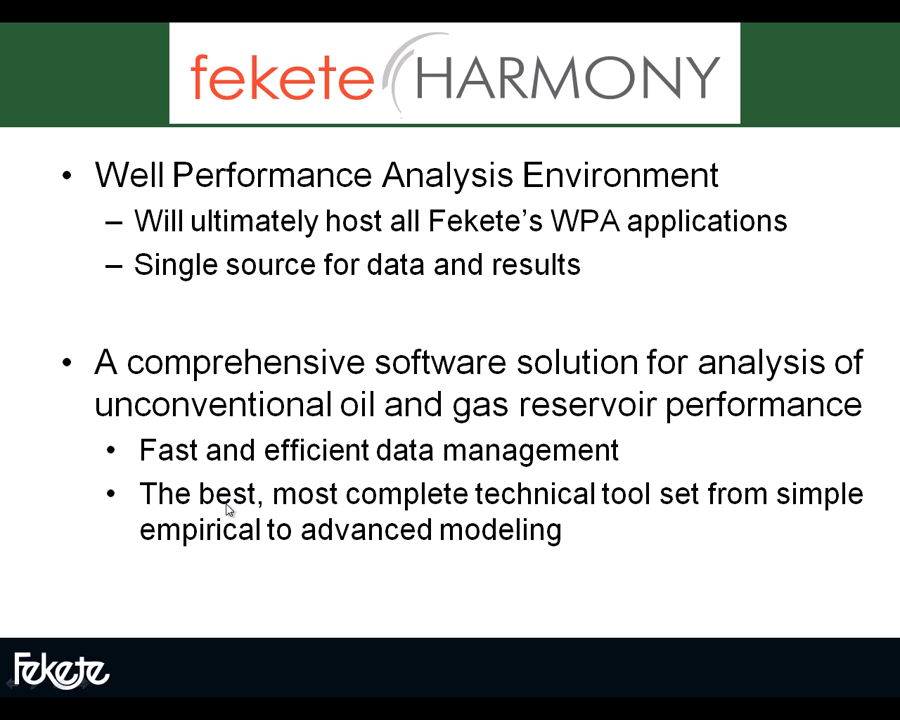 fekete HARMONY
• Well Performance Analysis Environment
– Will ultimately host all Fekete’s WPA applications
– Single source for data and results
• A comprehensive software solution for analysis of
unconventional oil and gas reservoir performance
• Fast and efficient data management
• The best, most complete technical tool set from simple
empirical to advanced modeling
Fekete